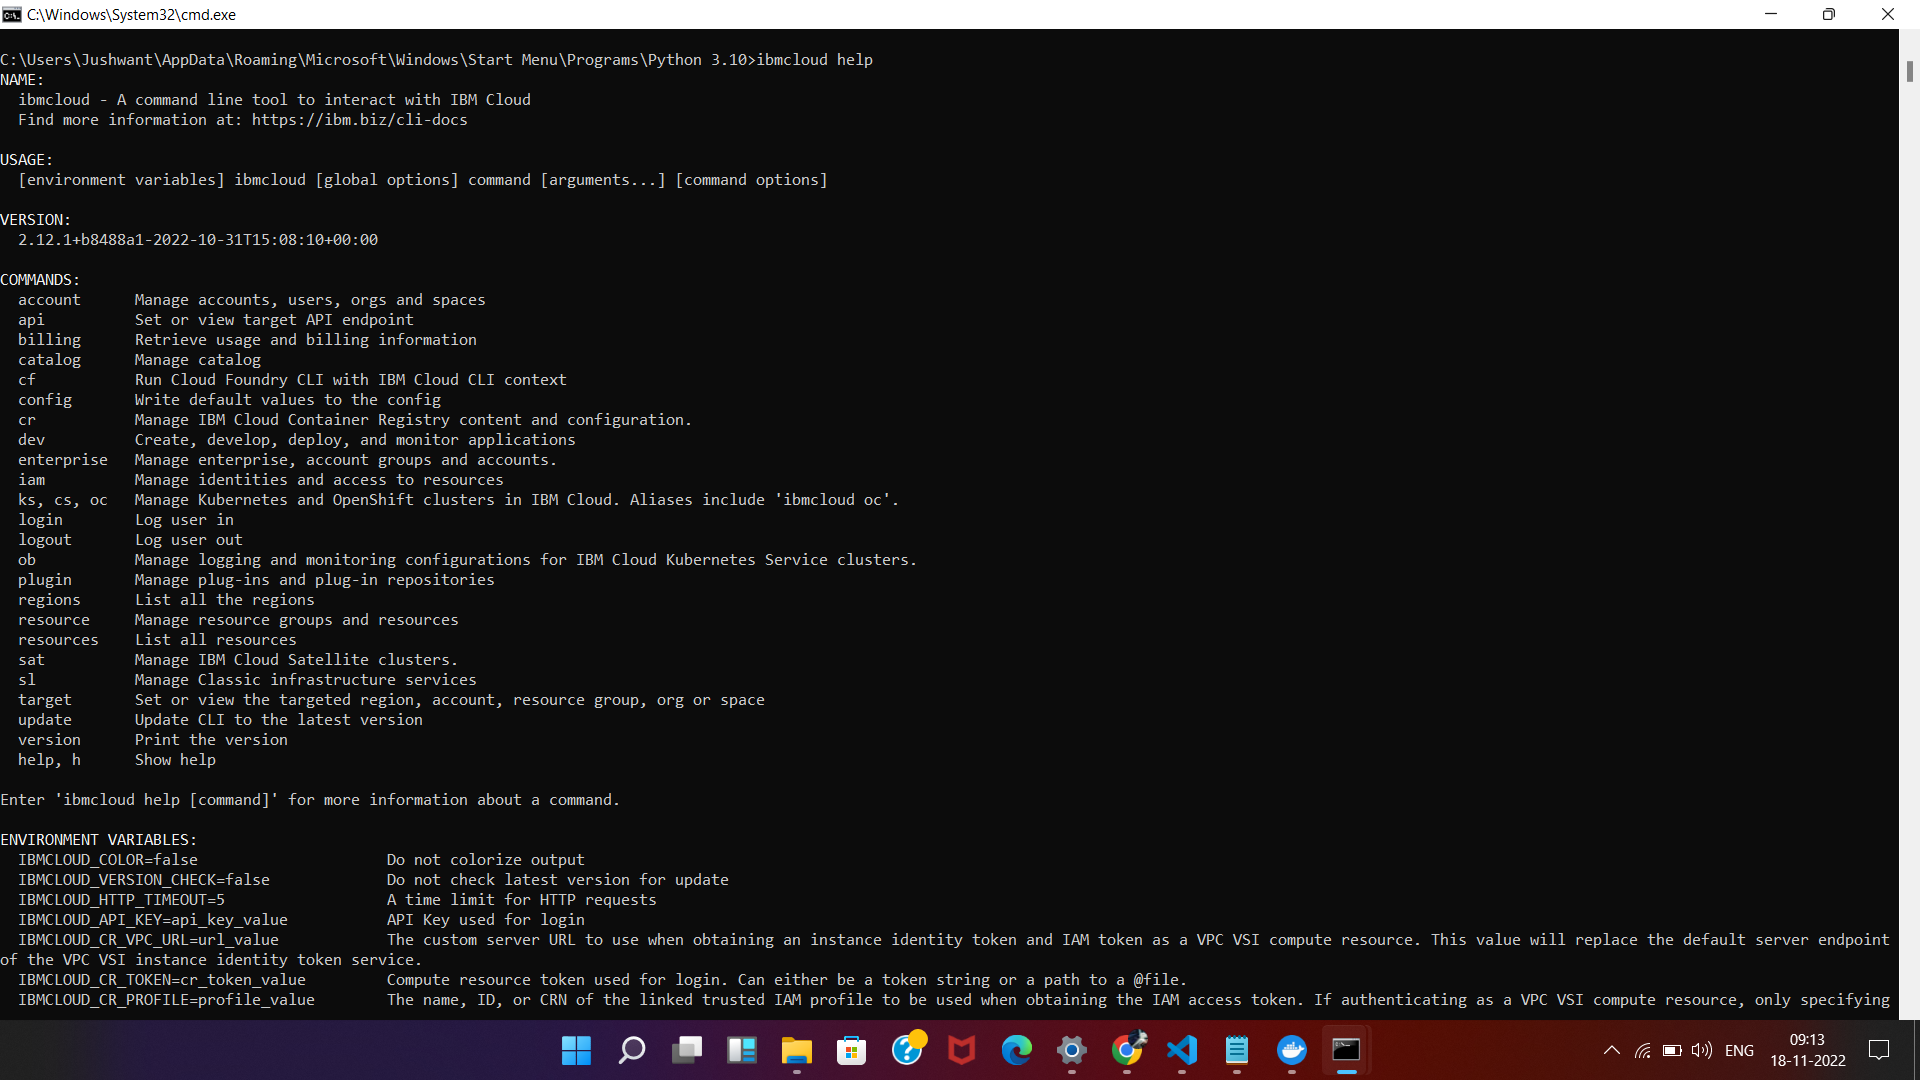 C:\Windows\System32\cmd.exe
C:\Users\Jushwant\AppData\Roaming\Microsoft\Windows\Start Menu\Programs\Python 3.10>ibmcloud help
NAME:
ibmcloud - A command line tool to interact with IBM Cloud
Find more information at: https://ibm.biz/cli-docs
USAGE:
[environment variables] ibmcloud [global options] command [arguments...] [command options]
VERSION:
2.12.1+b8488a1-2022-10-31T15:08:10+00:00
COMMANDS:
account Manage accounts, users, orgs and spaces
api Set or view target API endpoint
billing Retrieve usage and billing information
catalog Manage catalog
cf Run Cloud Foundry CLI with IBM Cloud CLI context
config Write default values to the config
cr Manage IBM Cloud Container Registry content and configuration.
dev Create, develop, deploy, and monitor applications
enterprise Manage enterprise, account groups and accounts.
iam Manage identities and access to resources
ks, cs, oc Manage Kubernetes and OpenShift clusters in IBM Cloud. Aliases include 'ibmcloud oc'.
login Log user in
logout Log user out
ob Manage logging and monitoring configurations for IBM Cloud Kubernetes Service clusters.
plugin Manage plug-ins and plug-in repositories
regions List all the regions
resource Manage resource groups and resources
resources List all resources
sat Manage IBM Cloud Satellite clusters.
sl Manage Classic infrastructure services
target Set or view the targeted region, account, resource group, org or space
update Update CLI to the latest version
version Print the version
help, h Show help
Enter 'ibmcloud help [command]' for more information about a command.
ENVIRONMENT VARIABLES:
IBMCLOUD_COLOR=false Do not colorize output
IBMCLOUD_VERSION_CHECK=false Do not check latest version for update
IBMCLOUD_HTTP_TIMEOUT=5 A time limit for HTTP requests
IBMCLOUD_API_KEY=api_key_value API Key used for login
IBMCLOUD_CR_VPC_URL=url_value The custom server URL to use when obtaining an instance identity token and IAM token as a VPC VSI compute resource. This value will replace the default server endpoint
of the VPC VSI instance identity token service.
IBMCLOUD_CR_TOKEN=cr_token_value Compute resource token used for login. Can either be a token string or a path to a @file.
IBMCLOUD_CR_PROFILE=profile_value The name, ID, or CRN of the linked trusted IAM profile to be used when obtaining the IAM access token. If authenticating as a VPC VSI compute resource, only specifying
ENG
09:13
18-11-2022